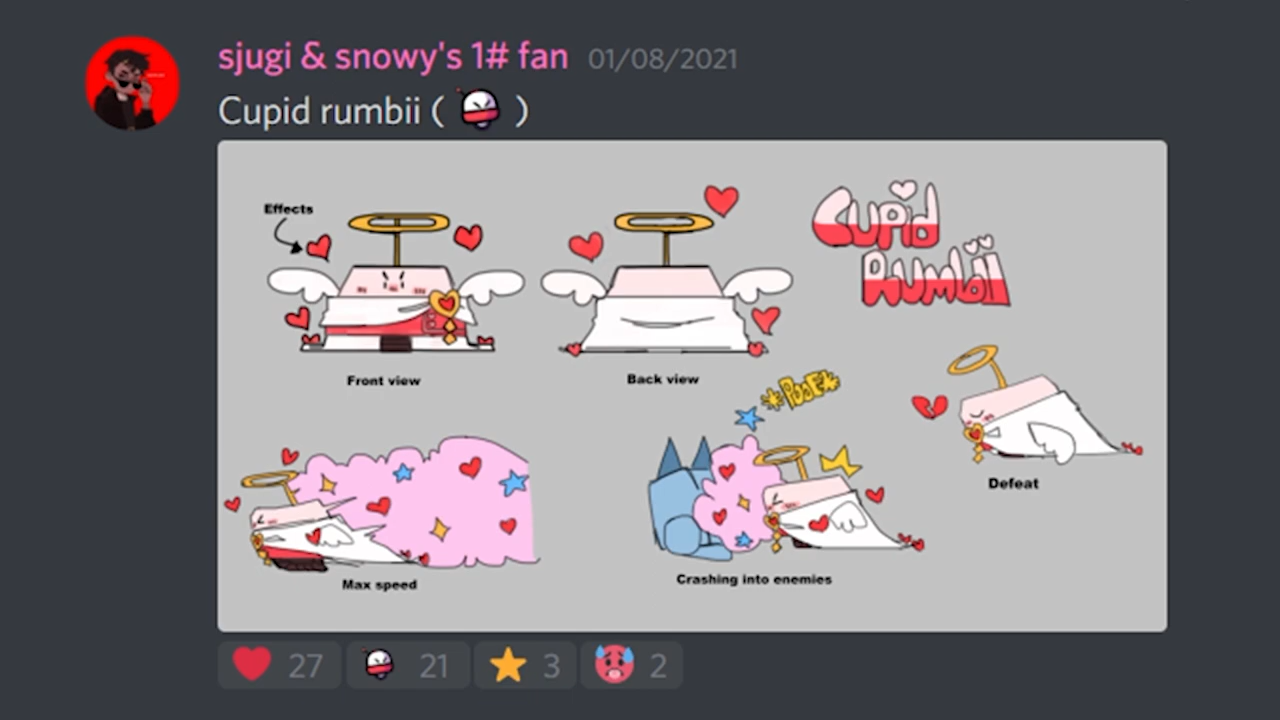 sjugi & snowy's 1# fan 01/08/2021
Cupid rumbii ( )
Effects
Cupid
Rumbii
Front view
Back view
*POOF*
Defeat
Max speed
Crashing into enemies
27 21 3 2